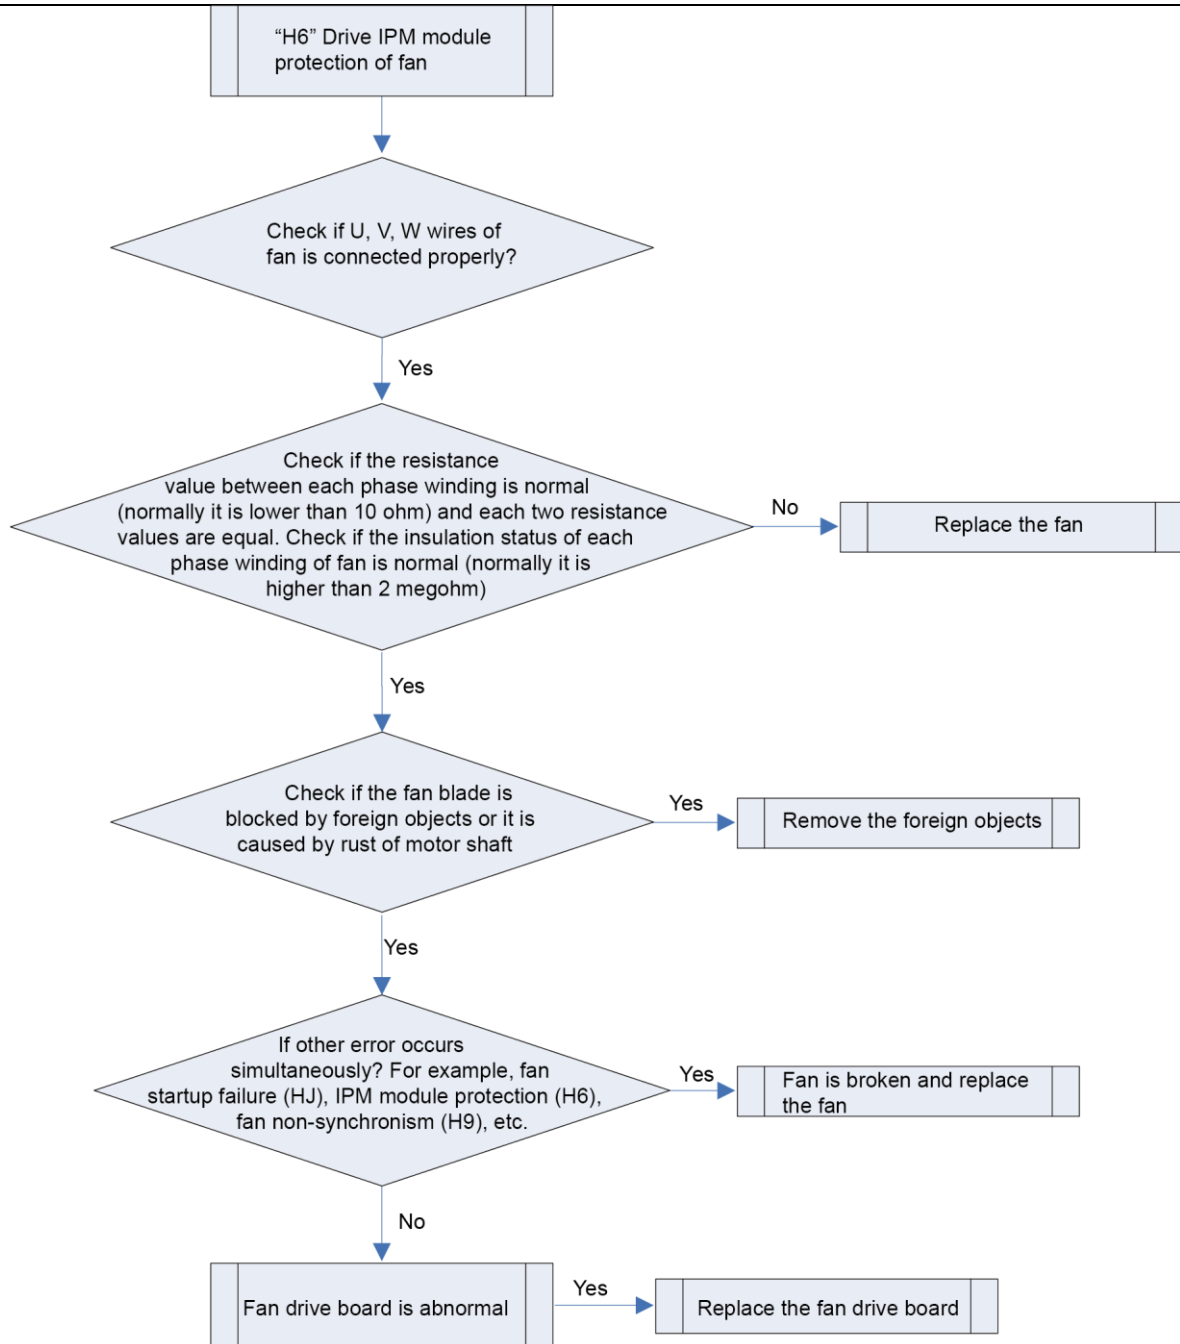 “H6” Drive IPM module
protection of fan
Check if U, V, W wires of
fan is connected properly?
Yes
Check if the resistance
value between each phase winding is normal
(normally it is lower than 10 ohm) and each two resistance
values are equal. Check if the insulation status of each
phase winding of fan is normal (normally it is
higher than 2 megohm)
No
Replace the fan
Yes
Check if the fan blade is
blocked by foreign objects or it is
caused by rust of motor shaft
Yes
Remove the foreign objects
Yes
If other error occurs
simultaneously? For example, fan
startup failure (HJ), IPM module protection (H6),
fan non-synchronism (H9), etc.
Yes
Fan is broken and replace
the fan
No
Fan drive board is abnormal
Yes
Replace the fan drive board